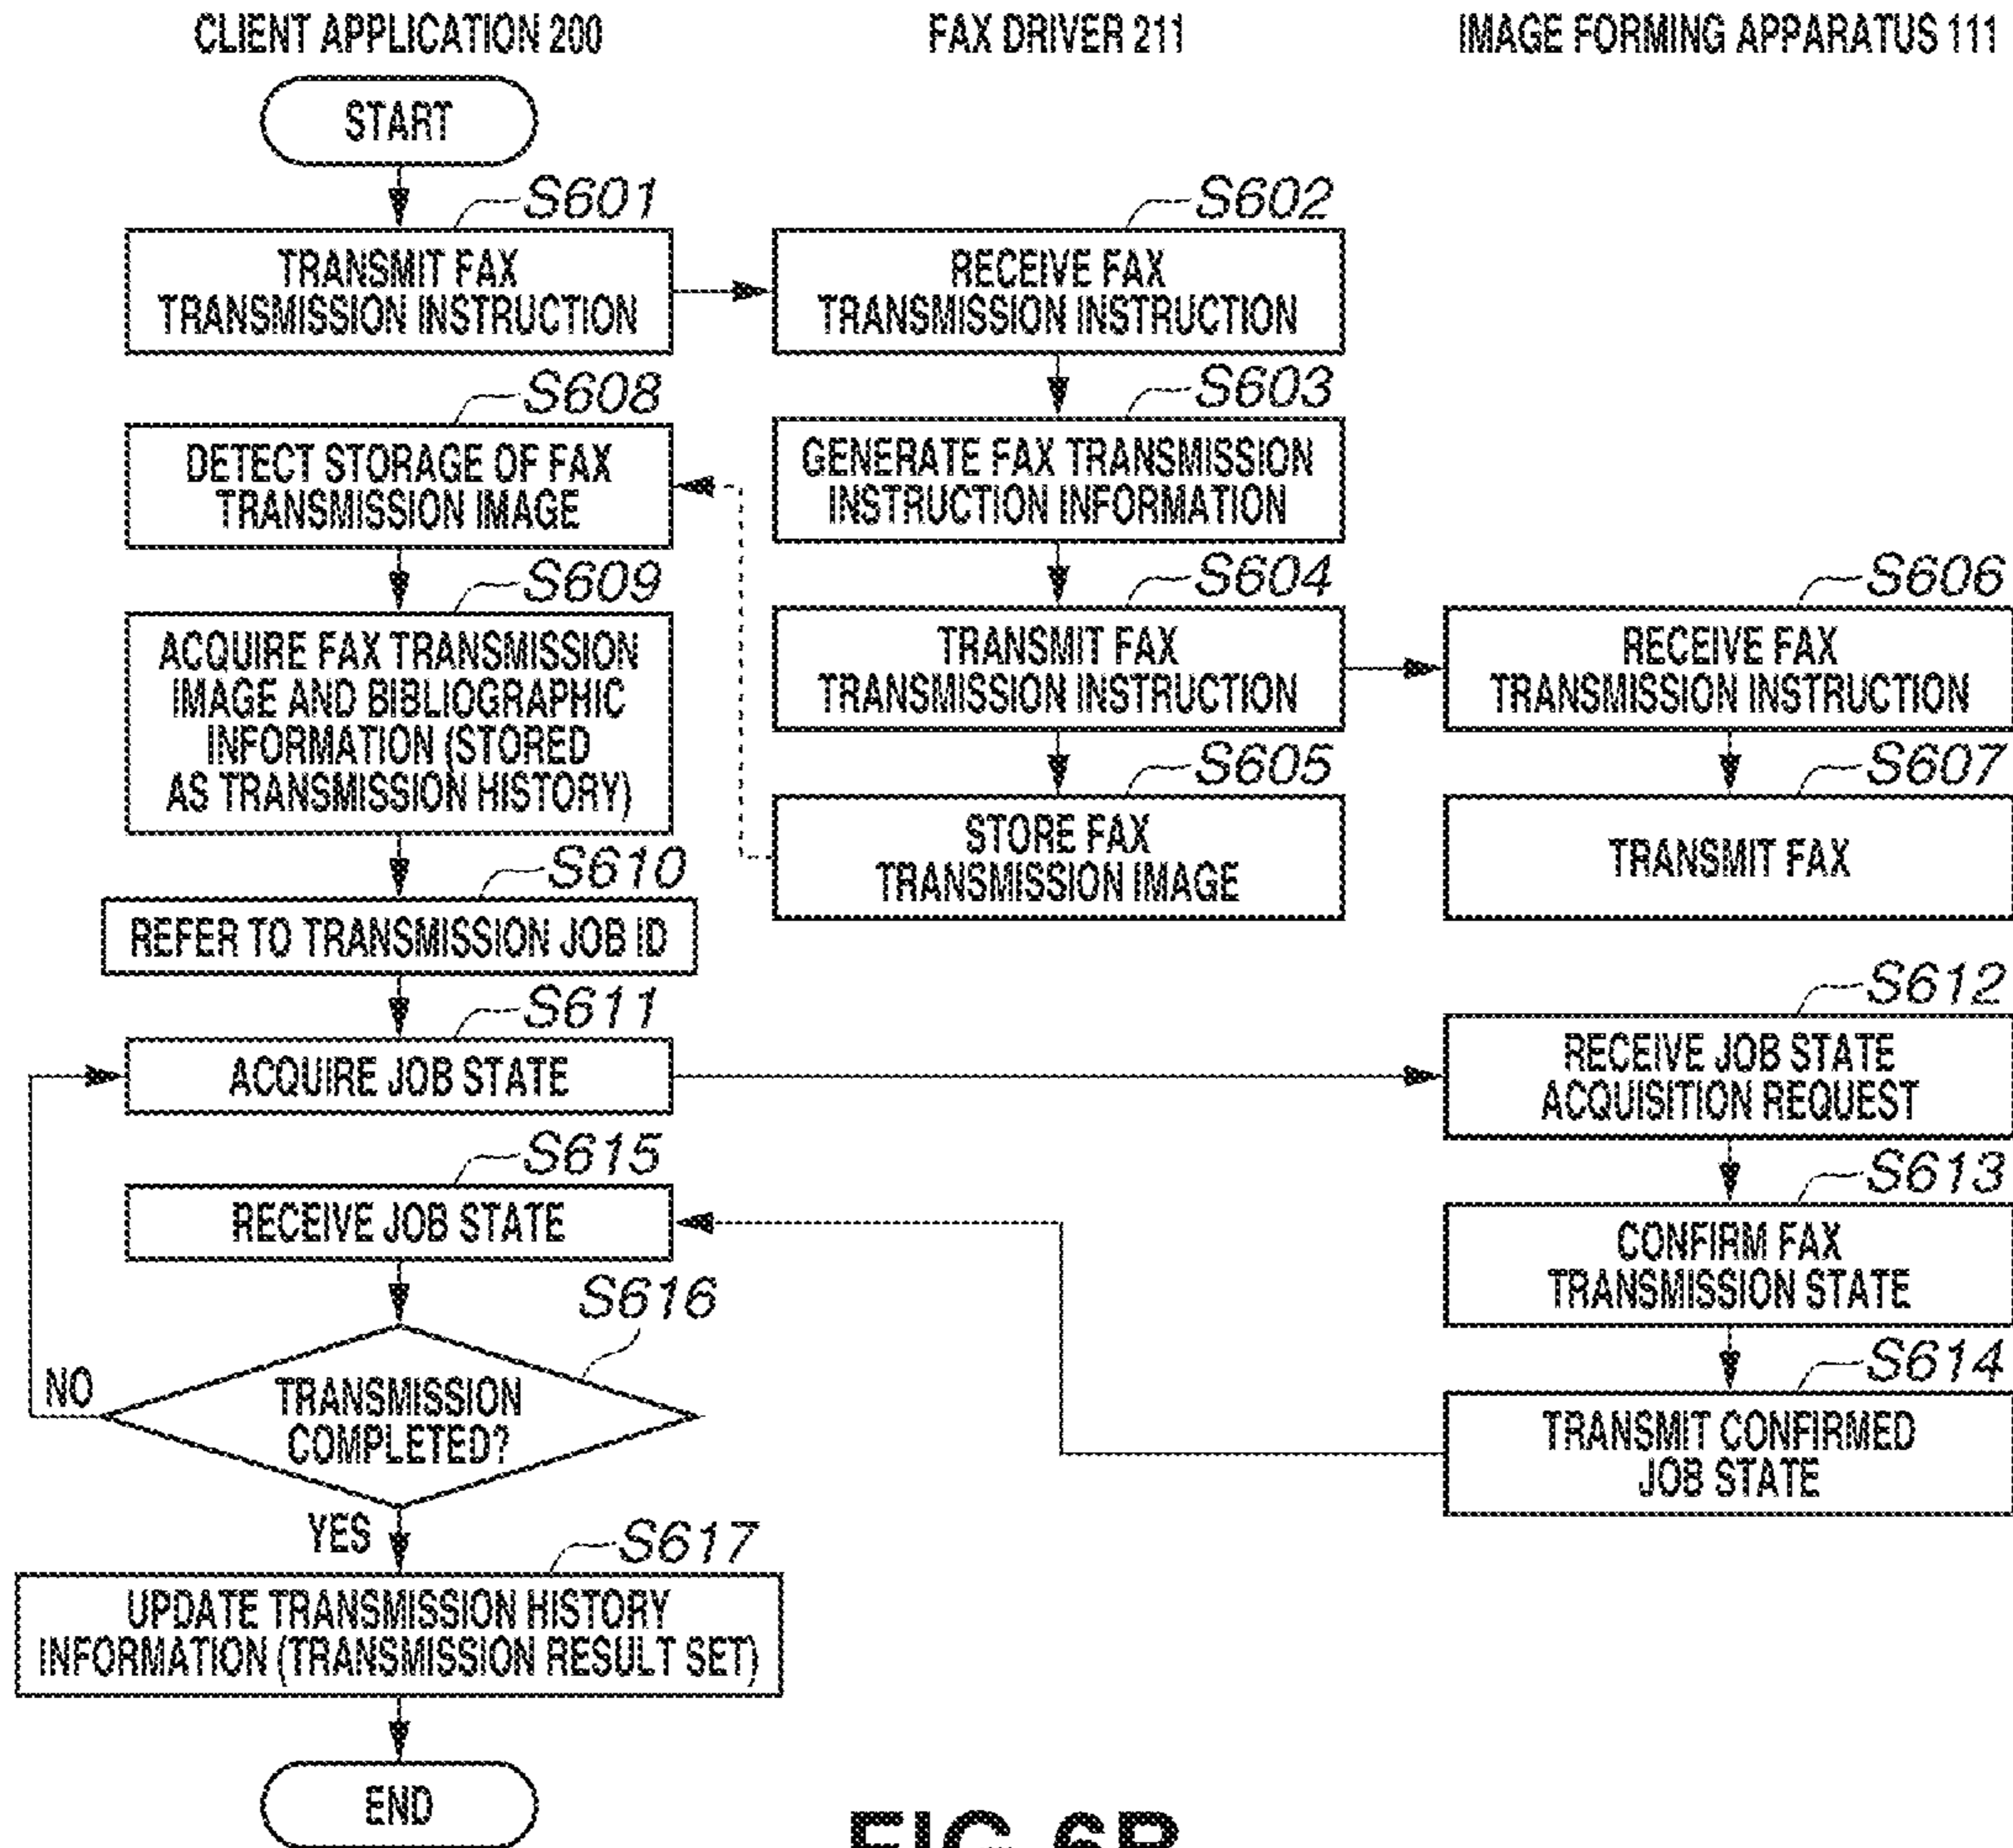 CLIENT APPLICATION 200
FAX DRIVER 211
IMAGE FORMING APPARATUS 111
START
S601
TRANSMIT FAX
TRANSMISSION INSTRUCTION
S602
RECEIVE FAX
TRANSMISSION INSTRUCTION
S608
DETECT STORAGE OF FAX
TRANSMISSION IMAGE
S603
GENERATE FAX TRANSMISSION
INSTRUCTION INFORMATION
S609
ACQUIRE FAX TRANSMISSION
IMAGE AND BIBLIOGRAPHIC
INFORMATION (STORED
AS TRANSMISSION HISTORY)
S604
TRANSMIT FAX
TRANSMISSION INSTRUCTION
S606
RECEIVE FAX
TRANSMISSION INSTRUCTION
S605
STORE FAX
TRANSMISSION IMAGE
S607
TRANSMIT FAX
S610
REFER TO TRANSMISSION JOB ID
S611
ACQUIRE JOB STATE
S612
RECEIVE JOB STATE
ACQUISITION REQUEST
S615
RECEIVE JOB STATE
S613
CONFIRM FAX
TRANSMISSION STATE
S616
TRANSMISSION
COMPLETED?
NO
YES
S614
TRANSMIT CONFIRMED
JOB STATE
S617
UPDATE TRANSMISSION HISTORY
INFORMATION (TRANSMISSION RESULT SET)
END
FIG.6B